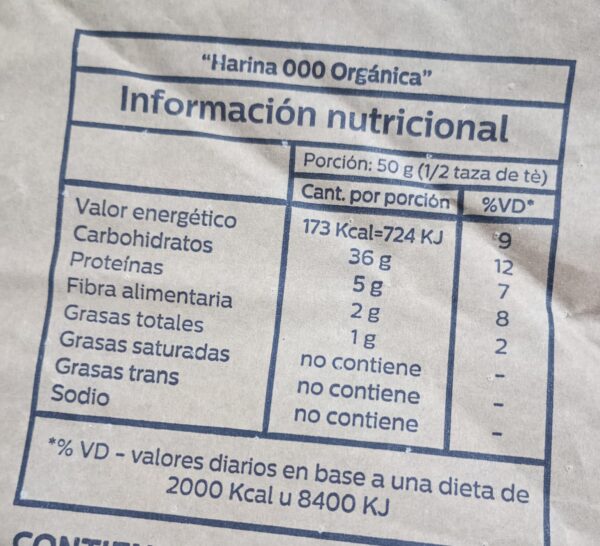 "Harina 000 Orgánica"
Información nutricional
Porción: 50 g (1/2 taza de tè)
Cant. por porción %VD*
Valor energético 173 Kcal=724 KJ 9
Carbohidratos 36 g 12
Proteínas 5 g 7
Fibra alimentaria 2 g 8
Grasas totales 1 g 2
Grasas saturadas no contiene -
Grasas trans no contiene -
Sodio no contiene -
*% VD - valores diarios en base a una dieta de
2000 Kcal u 8400 KJ